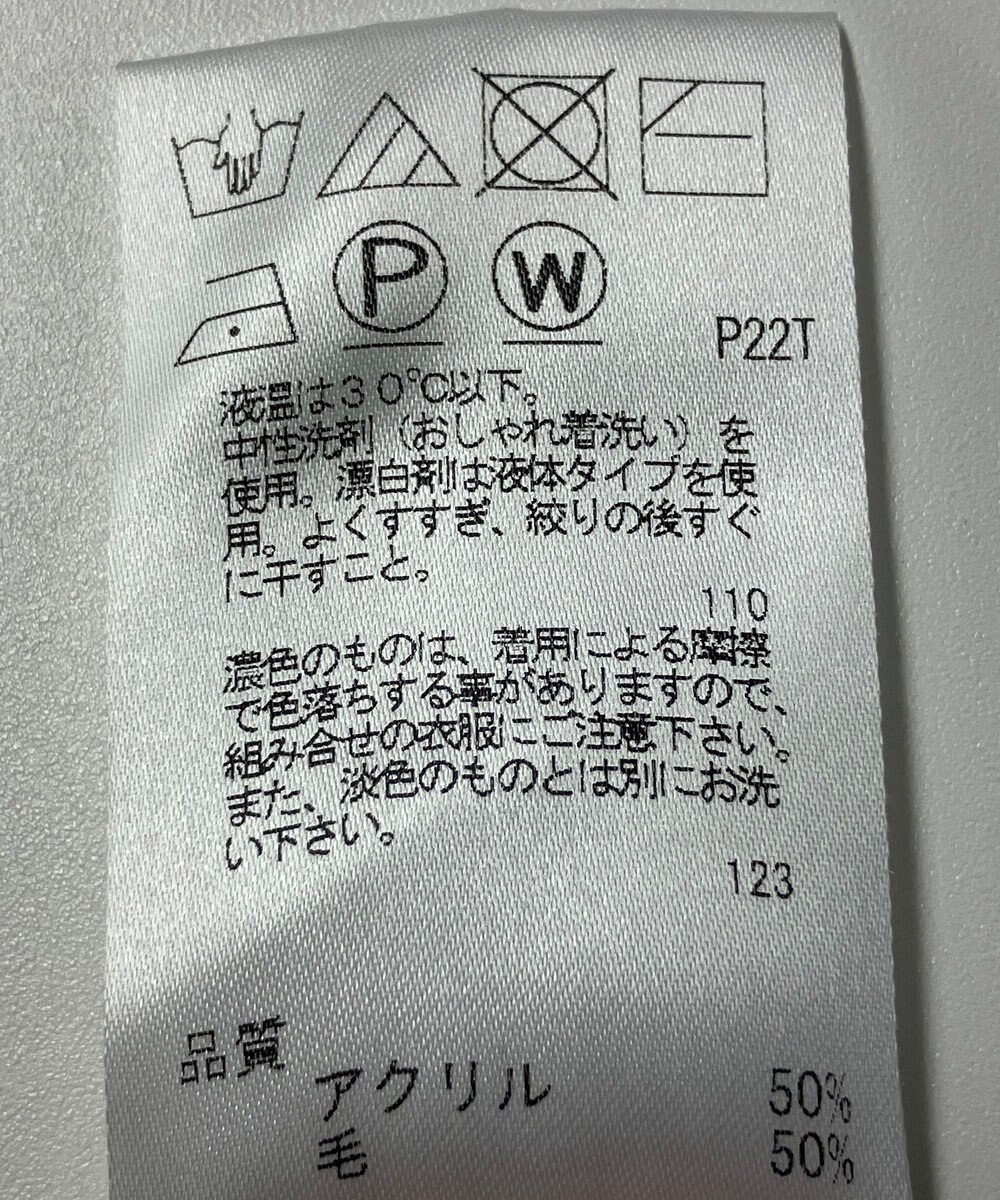 P
W
P22T
液温は30℃以下。
中性洗剤（おしゃれ着洗い）を
使用。漂白剤は液体タイプを使
用。よくすすぎ、絞りの後すぐ
に干すこと。
110
濃色のものは、着用による摩擦
で色落ちする事がありますので、
組み合せの衣服にご注意下さい。
また、淡色のものとは別にお洗
い下さい。
123
品質
アクリル 50%
毛 50%